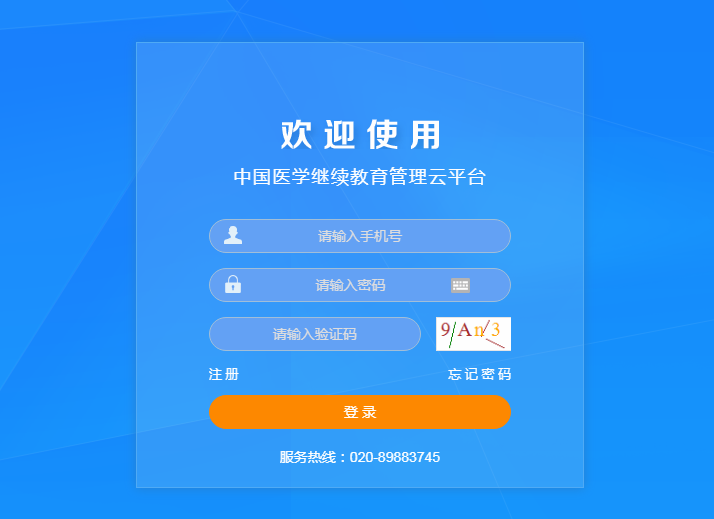 欢迎使用
中国医学继续教育管理云平台
请输入手机号
请输入密码
请输入验证码
9An3
注册
忘记密码
登录
服务热线：020-89883745